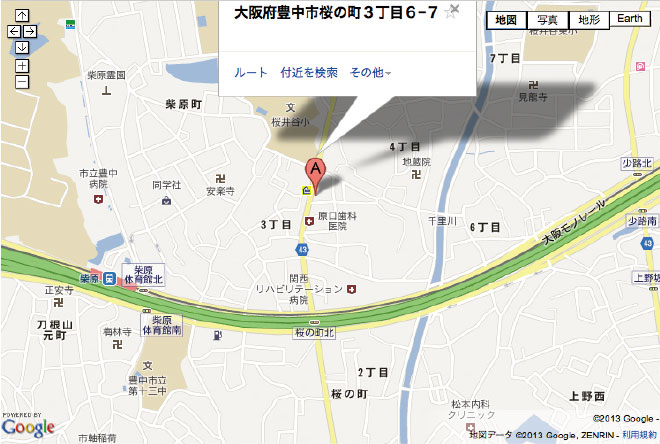 大阪府豊中市桜の町3丁目6-7
ルート 付近を検索 その他
地図 写真 地形 Earth
桜井谷小
7丁目
柴原霊園
柴原町
文
桜井谷小
見龍寺
4丁目
地蔵院
少路北
市立豊中
病院
同学社
安楽寺
A
原口歯科
医院
3丁目
千里川
6丁目
大阪モノレール
少路南
43
43
上野坂
柴原
柴原
体育館北
関西
リハビリテーション
病院
正安寺
刀根山
元町
梅林寺
柴原
体育館南
桜の町北
文
豊中市立
第十三中
2丁目
桜の町
松本内科
クリニック
上野西
市軸稲荷
POWERED BY
Google
©2013 Google -
地図データ ©2013 Google, ZENRIN - 利用規約